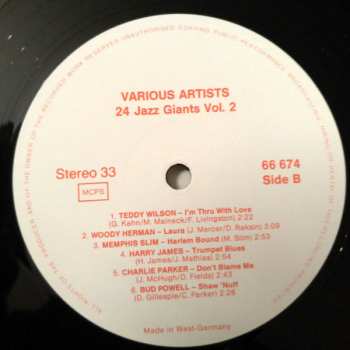 VARIOUS ARTISTS
24 Jazz Giants Vol. 2
Stereo 33
MCPS
66 674
Side B
1. TEDDY WILSON – I'm Thru With Love
(G. Kahn/M. Malneck/F. Livingston) 2:22
2. WOODY HERMAN – Laura (J. Mercer/D. Raksin) 3:09
3. MEMPHIS SLIM – Harlem Bound (M. Slim) 2:53
4. HARRY JAMES – Trumpet Blues
(H. James/J. Mathias) 2:44
5. CHARLIE PARKER – Don't Blame Me
(J. McHugh/D. Fields) 2:43
6. BUD POWELL – Shaw 'Nuff
(D. Gillespie/C. Parker) 2:26
Made in West-Germany